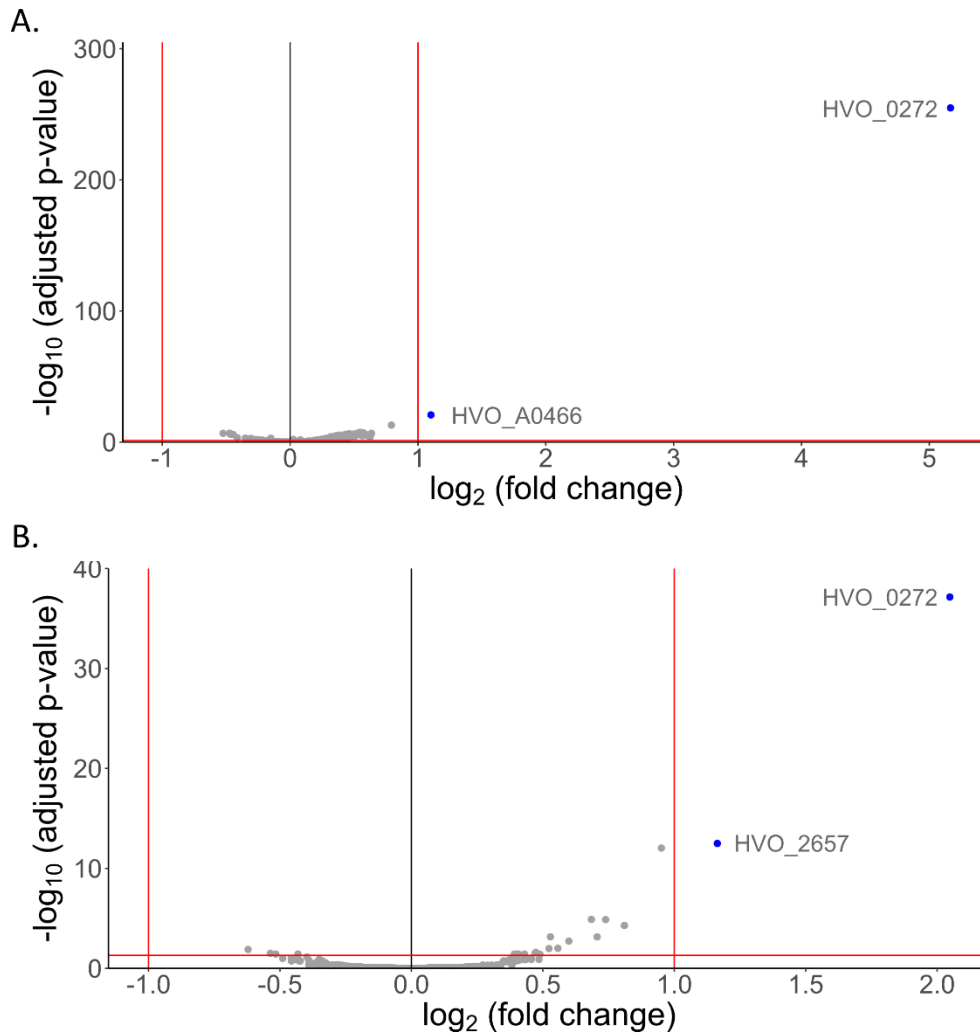 A.
300
200
100
0
-log10 (adjusted p-value)
HVO_0272
HVO_A0466
-1 0 1 2 3 4 5
log2 (fold change)
B.
40
30
20
10
0
-log10 (adjusted p-value)
HVO_0272
HVO_2657
-1.0 -0.5 0.0 0.5 1.0 1.5 2.0
log2 (fold change)